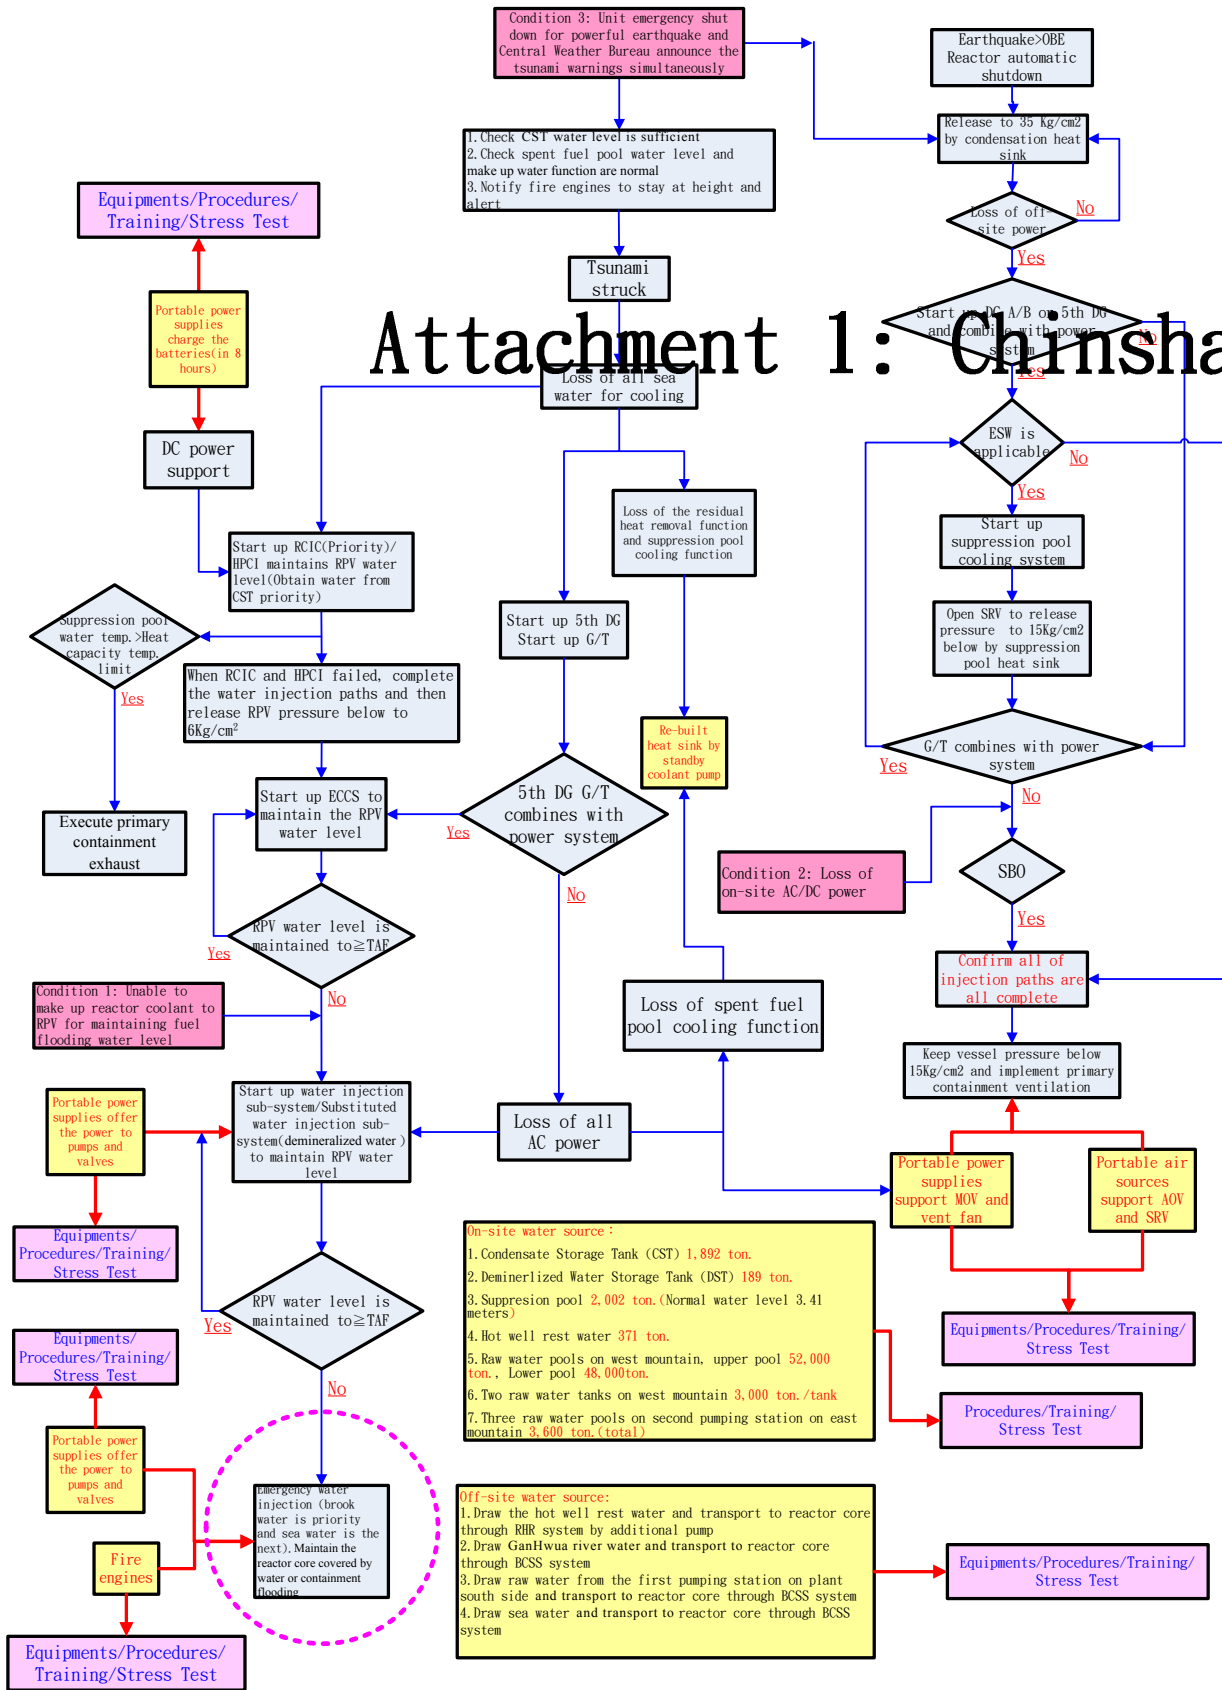 Condition 3: Unit emergency shut
down for powerful earthquake and
Central Weather Bureau announce the
tsunami warnings simultaneously
Earthquake>OBE
Reactor automatic
shutdown
1.Check CST water level is sufficient
2.Check spent fuel pool water level and
make up water function are normal
3.Notify fire engines to stay at height and
alert
Release to 35 Kg/cm2
by condensation heat
sink
Equipments/Procedures/
Training/Stress Test
Loss of off-
site power
No
Yes
Tsunami
struck
Portable power
supplies
charge the
batteries(in 8
hours)
Start up DG A/B or 5th DG
and combine with power
system
No
Yes
Attachment 1: Chinsha
Loss of all sea
water for cooling
DC power
support
ESW is
applicable
No
Yes
Loss of the residual
heat removal function
and suppression pool
cooling function
Start up
suppression pool
cooling system
Start up RCIC(Priority)/
HPCI maintains RPV water
level(Obtain water from
CST priority)
Suppression pool
water temp.>Heat
capacity temp.
limit
Yes
Start up 5th DG
Start up G/T
Open SRV to release
pressure to 15Kg/cm2
below by suppression
pool heat sink
When RCIC and HPCI failed, complete
the water injection paths and then
release RPV pressure below to
6Kg/cm²
Re-built
heat sink by
standby
coolant pump
G/T combines with power
system
Yes
No
Start up ECCS to
maintain the RPV
water level
5th DG G/T
combines with
power system
Yes
No
Execute primary
containment
exhaust
Condition 2: Loss of
on-site AC/DC power
SBO
Yes
RPV water level is
maintained to≧TAF
Yes
No
Confirm all of
injection paths are
all complete
Condition 1: Unable to
make up reactor coolant to
RPV for maintaining fuel
flooding water level
Loss of spent fuel
pool cooling function
Keep vessel pressure below
15Kg/cm2 and implement primary
containment ventilation
Portable power
supplies offer
the power to
pumps and
valves
Start up water injection
sub-system/Substituted
water injection sub-
system(demineralized water )
to maintain RPV water
level
Loss of all
AC power
Portable power
supplies
support MOV and
vent fan
Portable air
sources
support AOV
and SRV
Equipments/
Procedures/Training/
Stress Test
On-site water source：
1.Condensate Storage Tank (CST) 1,892 ton.
2.Deminerlized Water Storage Tank (DST) 189 ton.
3.Suppresion pool 2,002 ton.(Normal water level 3.41
meters)
4.Hot well rest water 371 ton.
5.Raw water pools on west mountain, upper pool 52,000
ton., Lower pool 48,000ton.
6.Two raw water tanks on west mountain 3,000 ton./tank
7.Three raw water pools on second pumping station on east
mountain 3,600 ton.(total)
RPV water level is
maintained to≧TAF
Yes
No
Equipments/Procedures/Training/
Stress Test
Equipments/
Procedures/Training/
Stress Test
Procedures/Training/
Stress Test
Portable power
supplies offer
the power to
pumps and
valves
Emergency water
injection (brook
water is priority
and sea water is the
next). Maintain the
reactor core covered by
water or containment
flooding
Fire
engines
Off-site water source:
1.Draw the hot well rest water and transport to reactor core
through RHR system by additional pump
2.Draw GanHwua river water and transport to reactor core
through BCSS system
3.Draw raw water from the first pumping station on plant
south side and transport to reactor core through BCSS system
4.Draw sea water and transport to reactor core through BCSS
system
Equipments/Procedures/Training/
Stress Test
Equipments/Procedures/
Training/Stress Test